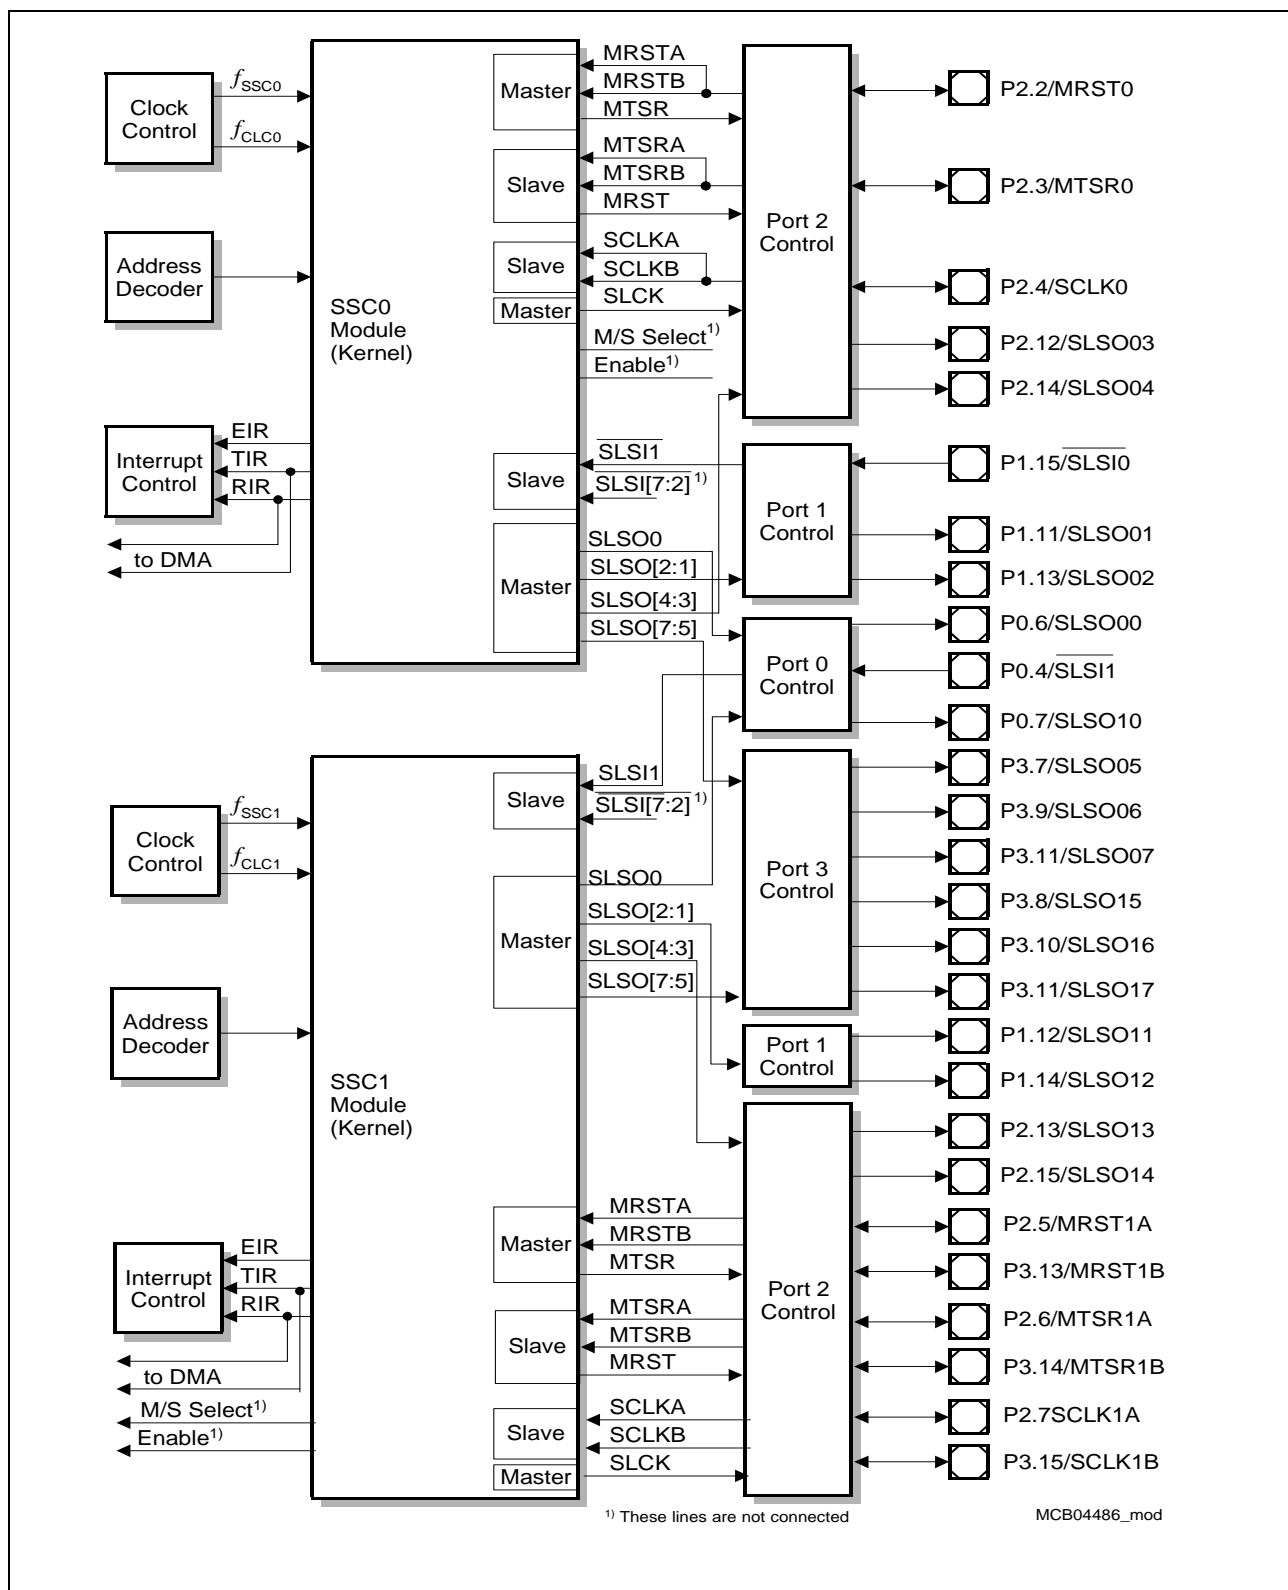 Clock
Control
fSSC0
fCLC0
Address
Decoder
SSC0
Module
(Kernel)
Interrupt
Control
EIR
TIR
RIR
to DMA
Master
MRSTA
MRSTB
MTSR
Slave
MTSRA
MTSRB
MRST
Slave
SCLKA
SCLKB
Master
SLCK
M/S Select1)
Enable1)
Slave
SLSI1
SLSI[7:2] 1)
Master
SLSO0
SLSO[2:1]
SLSO[4:3]
SLSO[7:5]
Port 2
Control
Port 1
Control
Port 0
Control
Port 3
Control
Port 1
Control
Port 2
Control
P2.2/MRST0
P2.3/MTSR0
P2.4/SCLK0
P2.12/SLSO03
P2.14/SLSO04
P1.15/SLSI0
P1.11/SLSO01
P1.13/SLSO02
P0.6/SLSO00
P0.4/SLSI1
P0.7/SLSO10
P3.7/SLSO05
P3.9/SLSO06
P3.11/SLSO07
P3.8/SLSO15
P3.10/SLSO16
P3.11/SLSO17
P1.12/SLSO11
P1.14/SLSO12
P2.13/SLSO13
P2.15/SLSO14
P2.5/MRST1A
P3.13/MRST1B
P2.6/MTSR1A
P3.14/MTSR1B
P2.7SCLK1A
P3.15/SCLK1B
Clock
Control
fSSC1
fCLC1
Address
Decoder
SSC1
Module
(Kernel)
Interrupt
Control
EIR
TIR
RIR
to DMA
M/S Select1)
Enable1)
Slave
SLSI1
SLSI[7:2] 1)
Master
SLSO0
SLSO[2:1]
SLSO[4:3]
SLSO[7:5]
Master
MRSTA
MRSTB
MTSR
Slave
MTSRA
MTSRB
MRST
Slave
SCLKA
SCLKB
Master
SLCK
1) These lines are not connected
MCB04486_mod